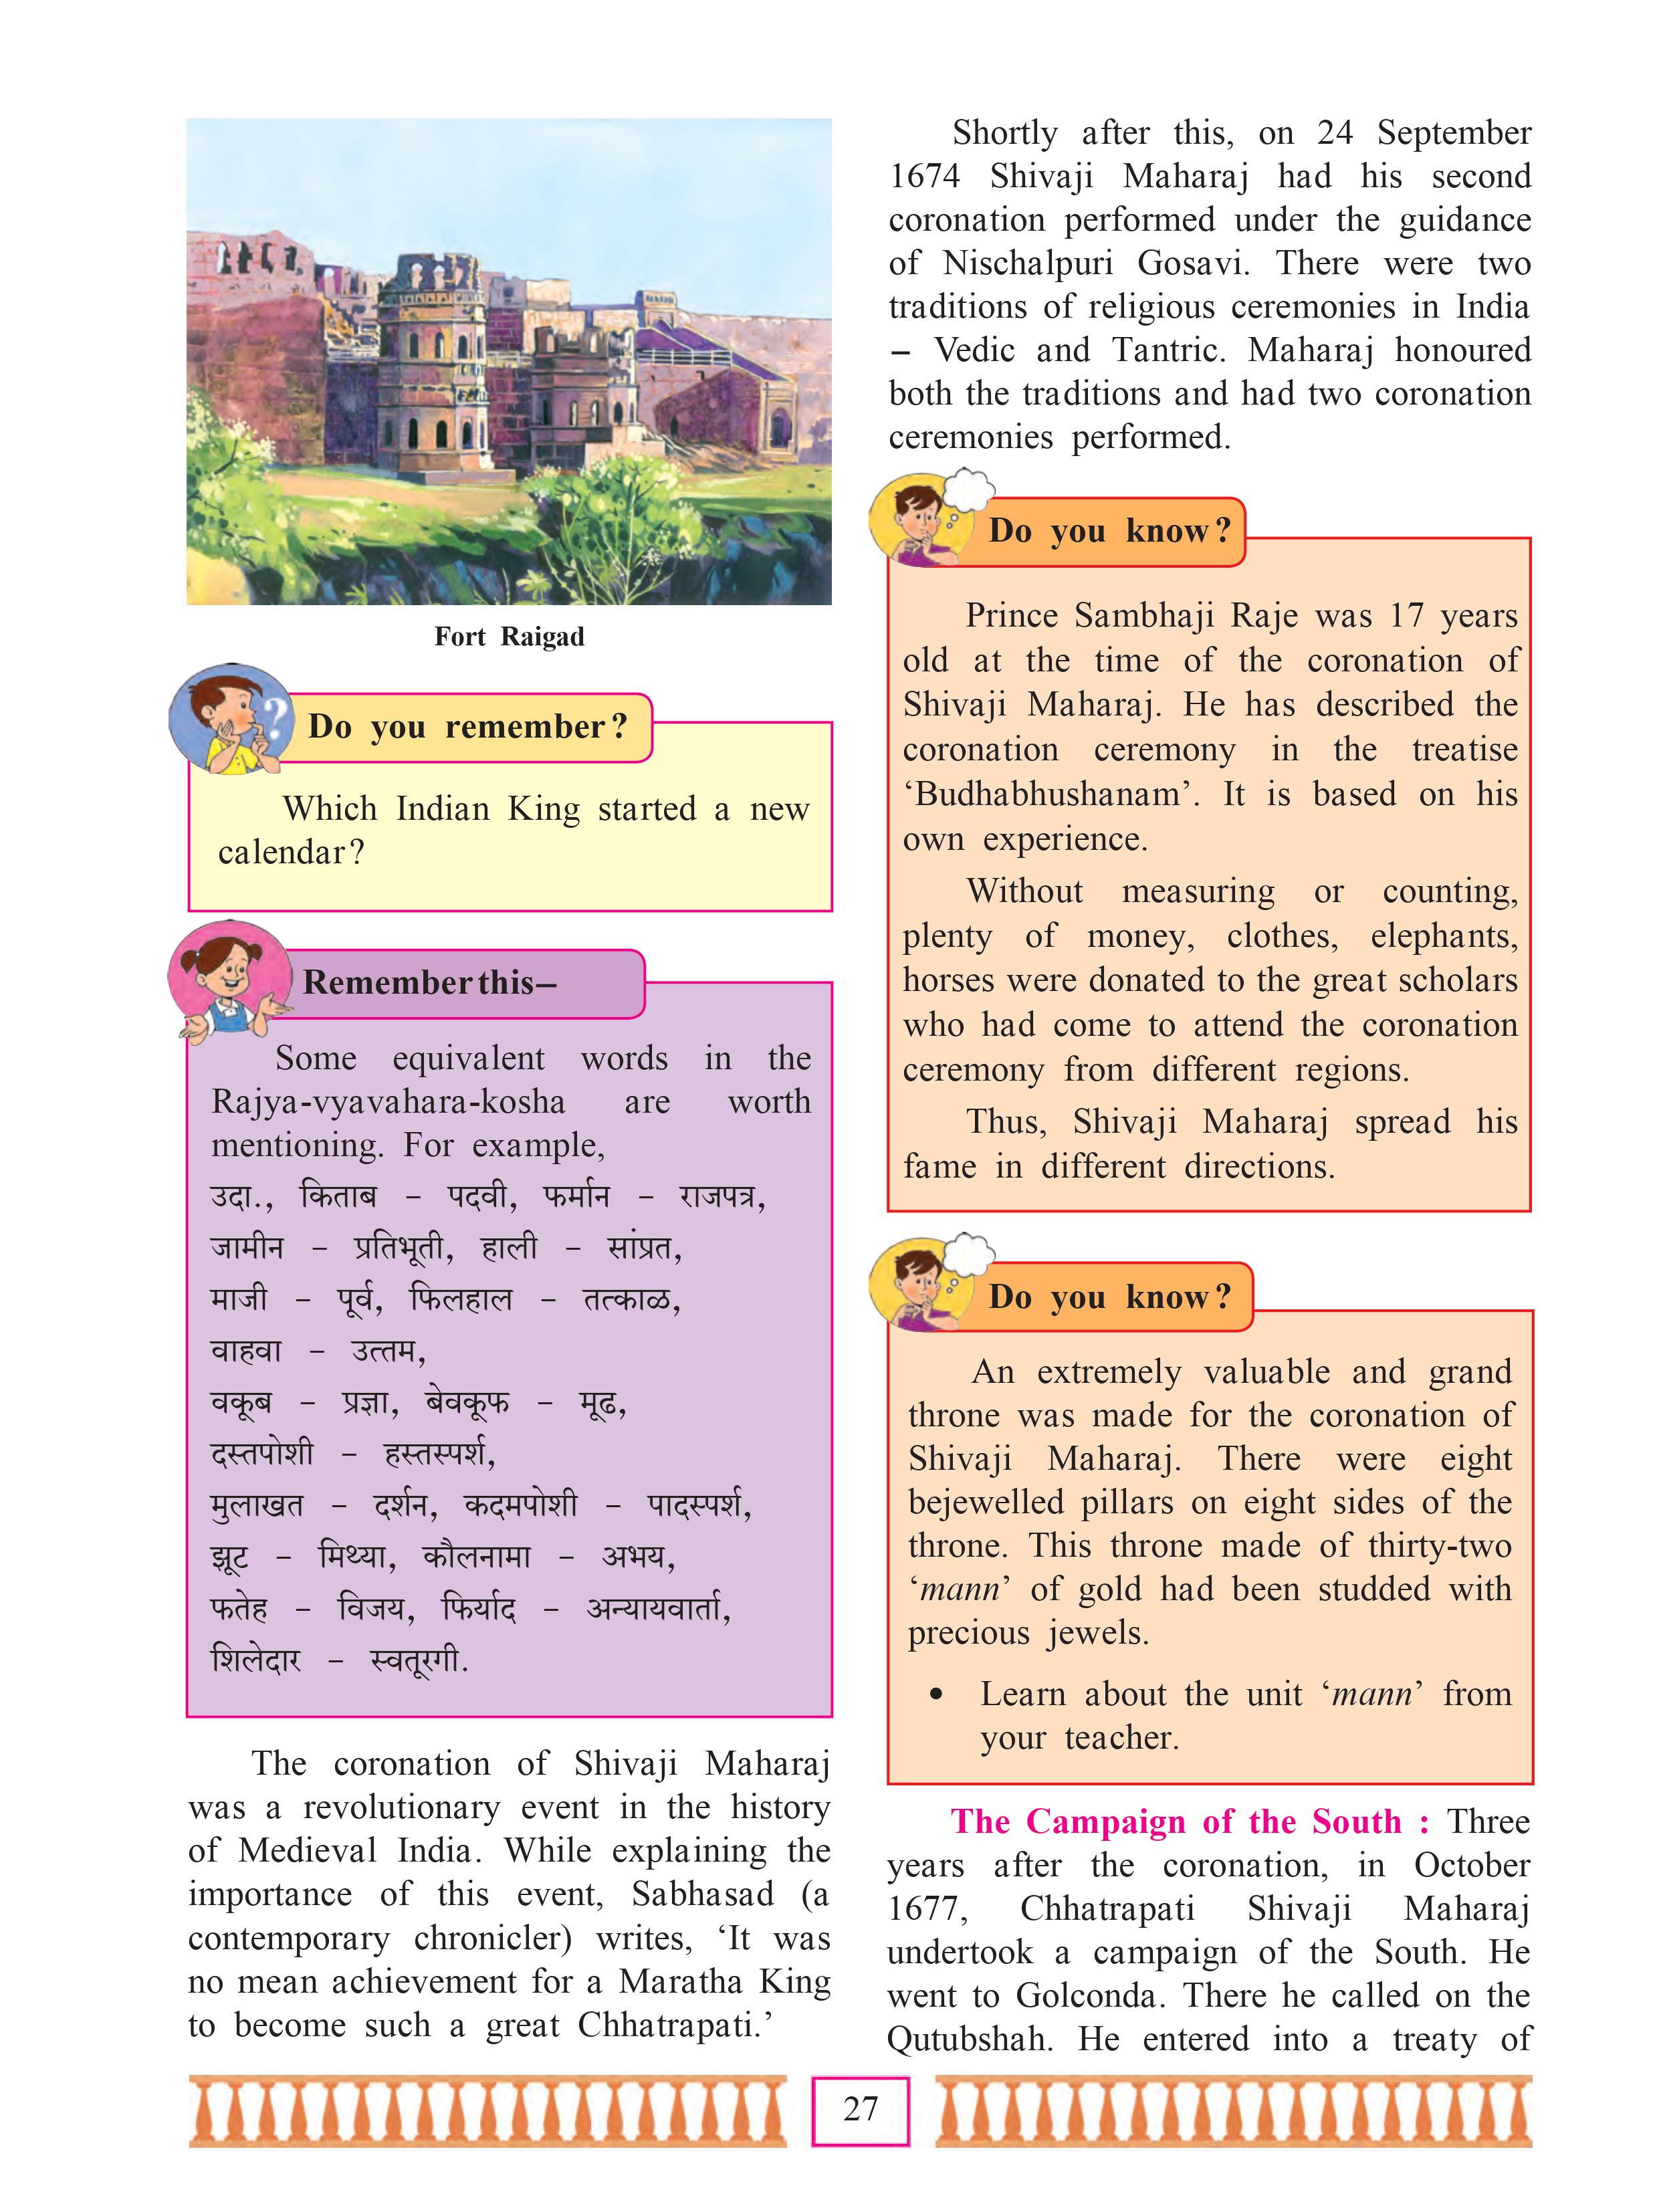 Fort Raigad
Do you remember?
Which Indian King started a new
calendar?
Remember this–
Some equivalent words in the
Rajya-vyavahara-kosha are worth
mentioning. For example,
उदा., किताब – पदवी, फर्मान – राजपत्र,
जामीन – प्रतिभूती, हाली – सांप्रत,
माजी – पूर्व, फिलहाल – तत्काळ,
वाहवा – उत्तम,
वकूब – प्रज्ञा, बेवकूफ – मूढ,
दस्तपोशी – हस्तस्पर्श,
मुलाखत – दर्शन, कदमपोशी – पादस्पर्श,
झूट – मिथ्या, कौलनामा – अभय,
फतेह – विजय, फिर्याद – अन्यायवार्ता,
शिलेदार – स्वतूरगी.
The coronation of Shivaji Maharaj
was a revolutionary event in the history
of Medieval India. While explaining the
importance of this event, Sabhasad (a
contemporary chronicler) writes, ‘It was
no mean achievement for a Maratha King
to become such a great Chhatrapati.’
Shortly after this, on 24 September
1674 Shivaji Maharaj had his second
coronation performed under the guidance
of Nischalpuri Gosavi. There were two
traditions of religious ceremonies in India
– Vedic and Tantric. Maharaj honoured
both the traditions and had two coronation
ceremonies performed.
Do you know?
Prince Sambhaji Raje was 17 years
old at the time of the coronation of
Shivaji Maharaj. He has described the
coronation ceremony in the treatise
‘Budhabhushanam’. It is based on his
own experience.
Without measuring or counting,
plenty of money, clothes, elephants,
horses were donated to the great scholars
who had come to attend the coronation
ceremony from different regions.
Thus, Shivaji Maharaj spread his
fame in different directions.
Do you know?
An extremely valuable and grand
throne was made for the coronation of
Shivaji Maharaj. There were eight
bejewelled pillars on eight sides of the
throne. This throne made of thirty-two
‘mann’ of gold had been studded with
precious jewels.
• Learn about the unit ‘mann’ from
your teacher.
The Campaign of the South : Three
years after the coronation, in October
1677, Chhatrapati Shivaji Maharaj
undertook a campaign of the South. He
went to Golconda. There he called on the
Qutubshah. He entered into a treaty of
27